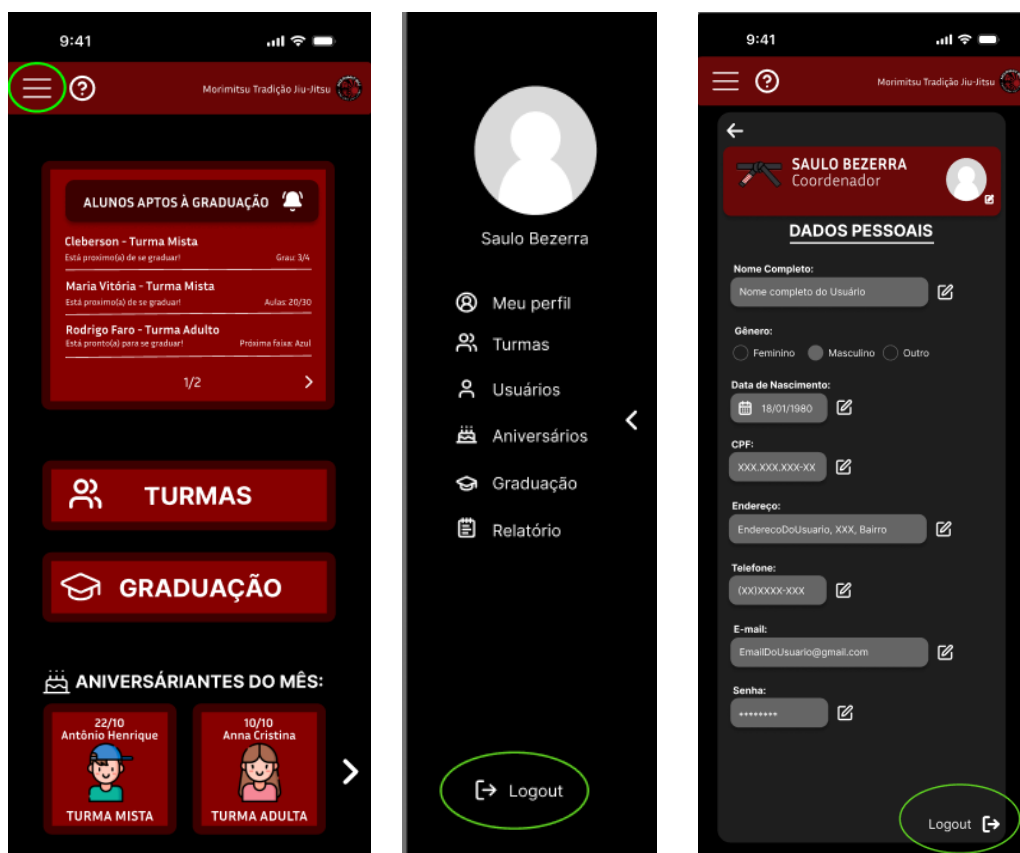 9:41
Morimitsu Tradição Jiu-Jitsu
ALUNOS APTOS À GRADUAÇÃO
Cleberson - Turma Mista
Está proximo(a) de se graduar!
Grau: 3/4
Maria Vitória - Turma Mista
Está proximo(a) de se graduar!
Aulas: 20/30
Rodrigo Faro - Turma Adulto
Está pronto(a) para se graduar!
Próxima faixa: Azul
1/2
TURMAS
GRADUAÇÃO
ANIVERSÁRIANTES DO MÊS:
22/10
Antônio Henrique
TURMA MISTA
10/10
Anna Cristina
TURMA ADULTA
Saulo Bezerra
Meu perfil
Turmas
Usuários
Aniversários
Graduação
Relatório
Logout
9:41
Morimitsu Tradição Jiu-Jitsu
SAULO BEZERRA
Coordenador
DADOS PESSOAIS
Nome Completo:
Nome completo do Usuário
Gênero:
Feminino Masculino Outro
Data de Nascimento:
18/01/1980
CPF:
XXX.XXX.XXX-XX
Endereço:
EnderecoDoUsuario, XXX, Bairro
Telefone:
(XX)XXXX-XXX
E-mail:
EmailDoUsuario@gmail.com
Senha:
********
Logout